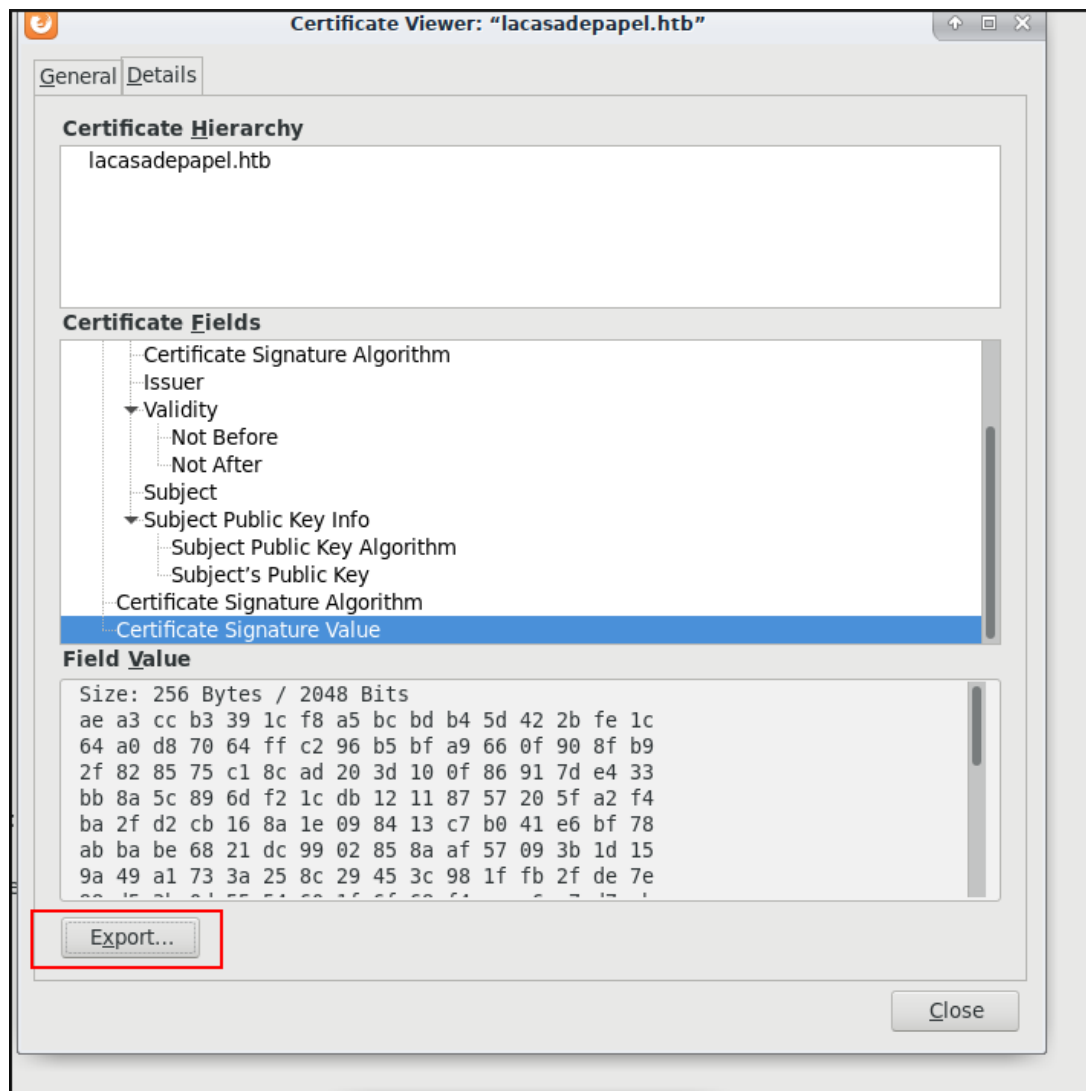 Certificate Viewer: “lacasadepapel.htb”
General Details
Certificate Hierarchy
lacasadepapel.htb
Certificate Fields
Certificate Signature Algorithm
Issuer
Validity
Not Before
Not After
Subject
Subject Public Key Info
Subject Public Key Algorithm
Subject’s Public Key
Certificate Signature Algorithm
Certificate Signature Value
Field Value
Size: 256 Bytes / 2048 Bits
ae a3 cc b3 39 1c f8 a5 bc bd b4 5d 42 2b fe 1c
64 a0 d8 70 64 ff c2 96 b5 bf a9 66 0f 90 8f b9
2f 82 85 75 c1 8c ad 20 3d 10 0f 86 91 7d e4 33
bb 8a 5c 89 6d f2 1c db 12 11 87 57 20 5f a2 f4
ba 2f d2 cb 16 8a 1e 09 84 13 c7 b0 41 e6 bf 78
ab ba be 68 21 dc 99 02 85 8a af 57 09 3b 1d 15
9a 49 a1 73 3a 25 8c 29 45 3c 98 1f fb 2f de 7e
Export...
Close